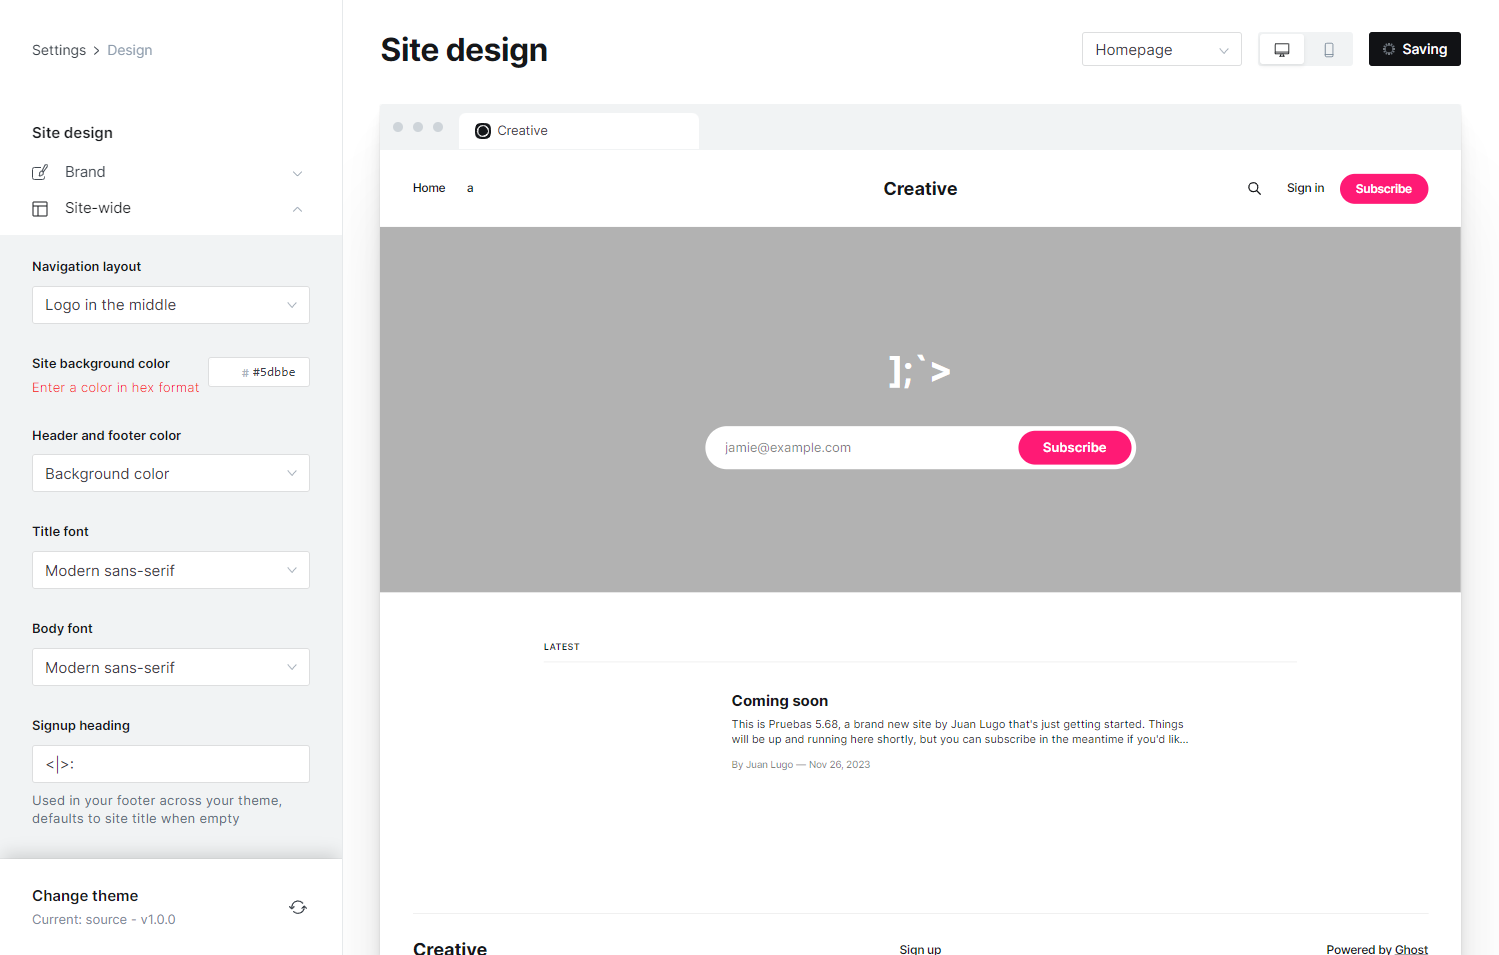 Settings > Design
Site design
Brand
Site-wide
Navigation layout
Logo in the middle
Site background color
# #5dbbe
Enter a color in hex format
Header and footer color
Background color
Title font
Modern sans-serif
Body font
Modern sans-serif
Signup heading
<|>:
Used in your footer across your theme,
defaults to site title when empty
Change theme
Current: source - v1.0.0
Site design
Homepage
Saving
Creative
Home a
Creative
Sign in
Subscribe
];`>
jamie@example.com
Subscribe
LATEST
Coming soon
This is Pruebas 5.68, a brand new site by Juan Lugo that's just getting started. Things
will be up and running here shortly, but you can subscribe in the meantime if you'd lik...
By Juan Lugo — Nov 26, 2023
Creative
Sign up
Powered by Ghost